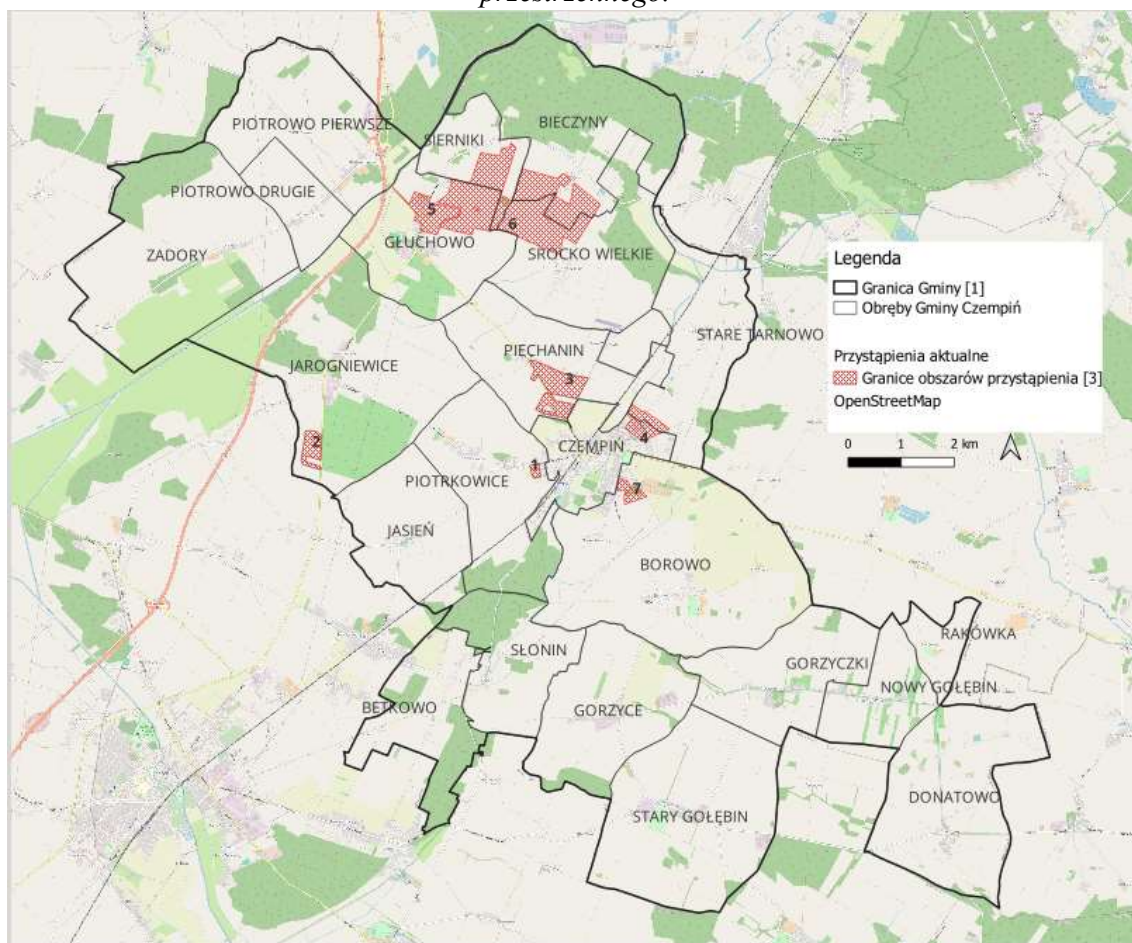 przestrzennego.
PIOTROWO PIERWSZE
SIERNIKI
BIECZYNY
PIOTROWO DRUGIE
5
6
GŁUCHOWO
SROCKO WIELKIE
ZADORY
Legenda
Granica Gminy [1]
Obręby Gminy Czempiń
Przystąpienia aktualne
Granice obszarów przystąpienia [3]
OpenStreetMap
0 1 2 km
STARE TARNOWO
PIECHANIN
JAROGNIEWICE
3
2
4
CZEMPIŃ
1
PIOTRKOWICE
7
JASIEŃ
BOROWO
RAKÓWKA
SŁONIN
GORZYCZKI
NOWY GOŁĘBIN
BETKOWO
GORZYCE
DONATOWO
STARY GOŁĘBIN